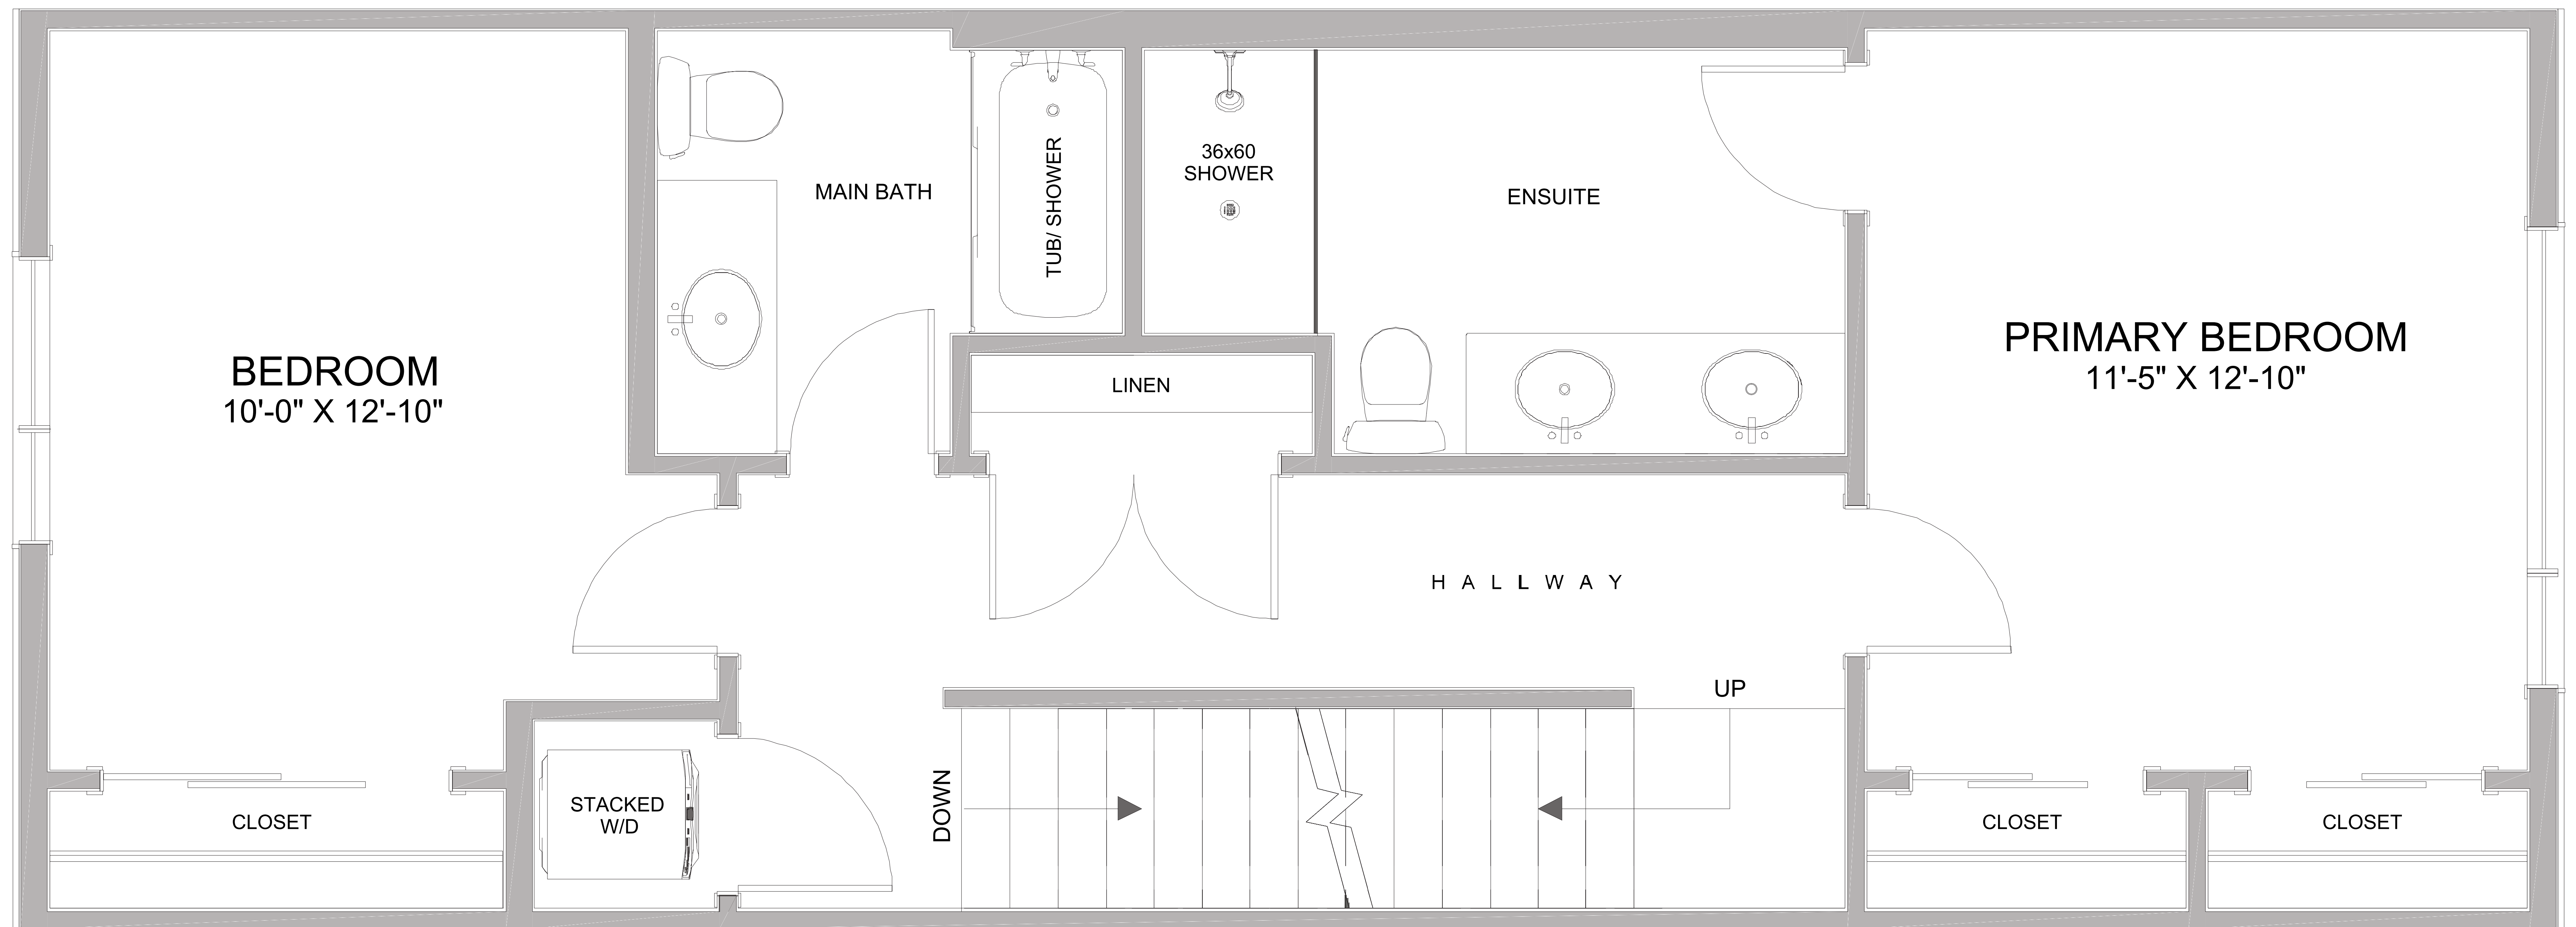 BEDROOM
10'-0" X 12'-10"
MAIN BATH
TUB/ SHOWER
36x60
SHOWER
ENSUITE
PRIMARY BEDROOM
11'-5" X 12'-10"
LINEN
HALLWAY
UP
DOWN
STACKED
W/D
CLOSET
CLOSET
CLOSET